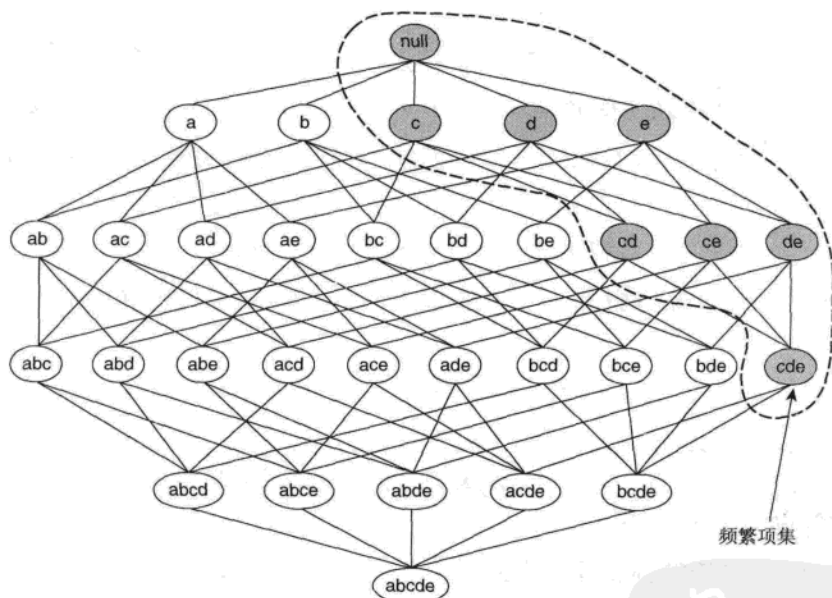 null
a b c d e
ab ac ad ae bc bd be cd ce de
abc abd abe acd ace ade bcd bce bde cde
abcd abce abde acde bcde
频繁项集
abcde